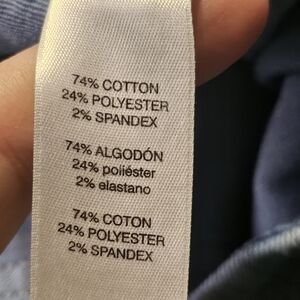 74% COTTON
24% POLYESTER
2% SPANDEX
74% ALGODÓN
24% poliéster
2% elastano
74% COTON
24% POLYESTER
2% SPANDEX